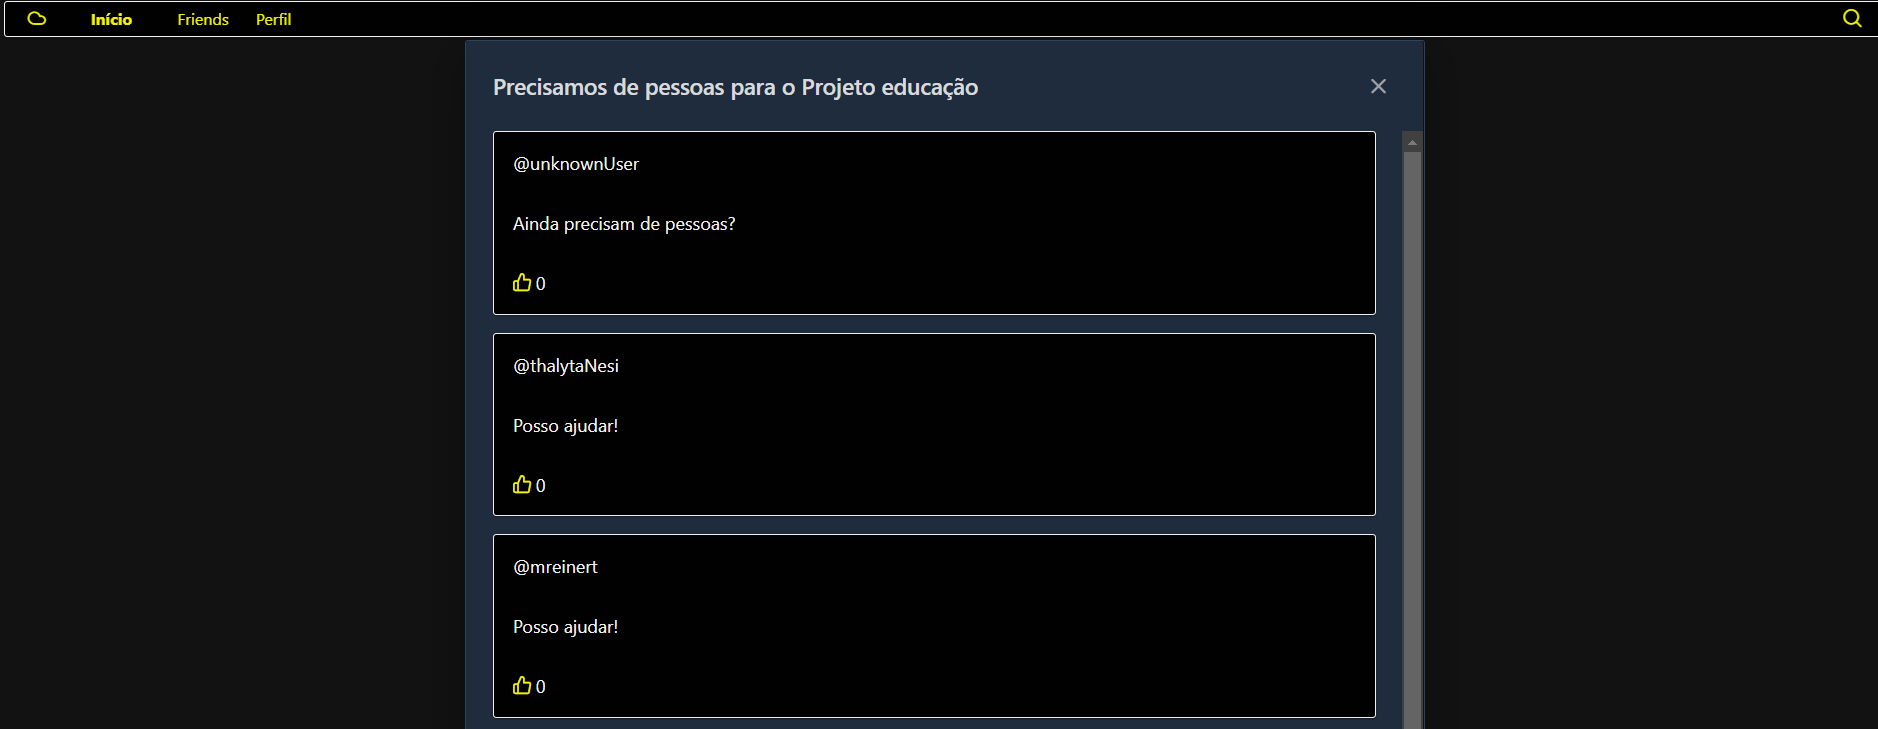 Início Friends Perfil
Precisamos de pessoas para o Projeto educação
@unknownUser
Ainda precisam de pessoas?
0
@thalytaNesi
Posso ajudar!
0
@mreinert
Posso ajudar!
0